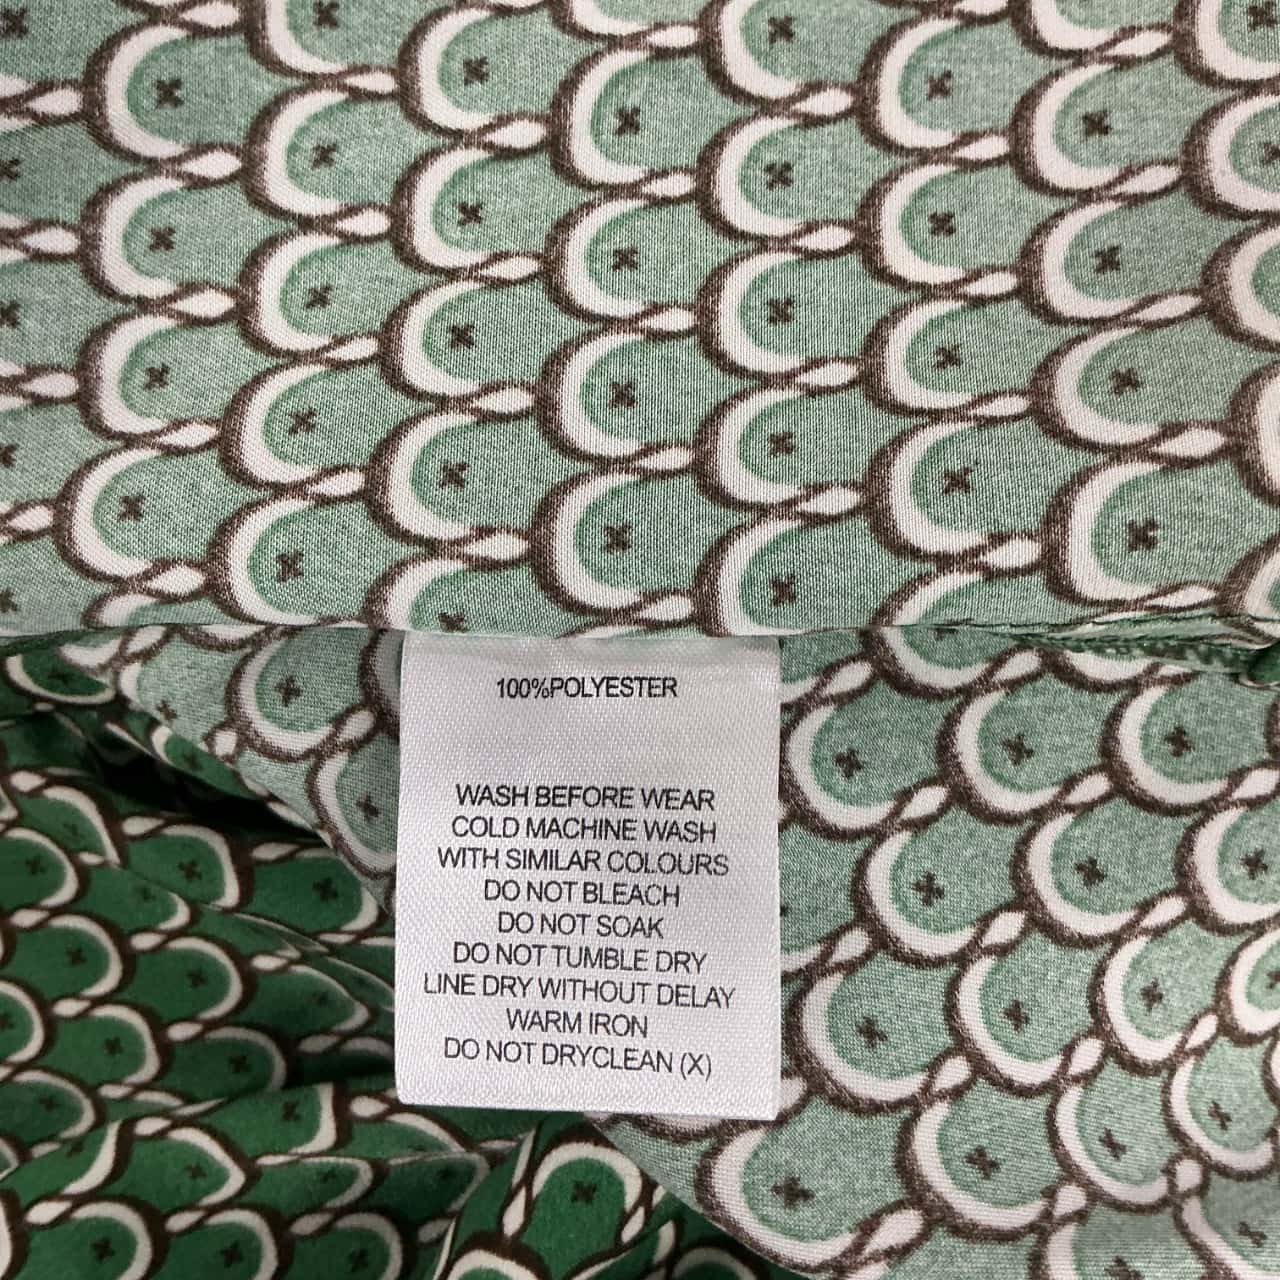 100%POLYESTER
WASH BEFORE WEAR
COLD MACHINE WASH
WITH SIMILAR COLOURS
DO NOT BLEACH
DO NOT SOAK
DO NOT TUMBLE DRY
LINE DRY WITHOUT DELAY
WARM IRON
DO NOT DRYCLEAN (X)